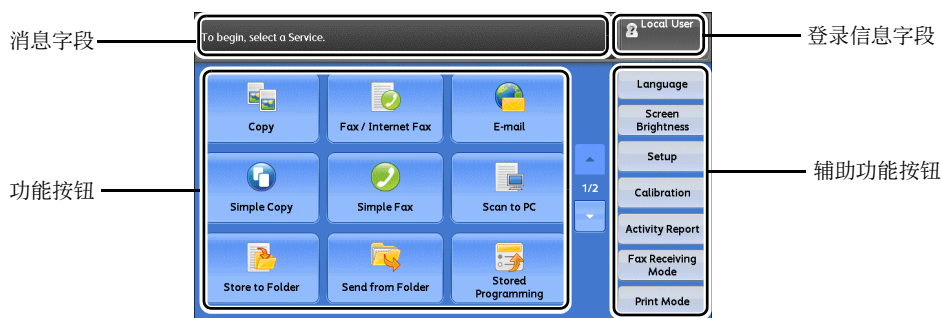 消息字段
To begin, select a Service.
Local User
登录信息字段
功能按钮
Copy
Fax / Internet Fax
E-mail
Simple Copy
Simple Fax
Scan to PC
Store to Folder
Send from Folder
Stored
Programming
1/2
Language
Screen
Brightness
Setup
Calibration
Activity Report
Fax Receiving
Mode
Print Mode
辅助功能按钮